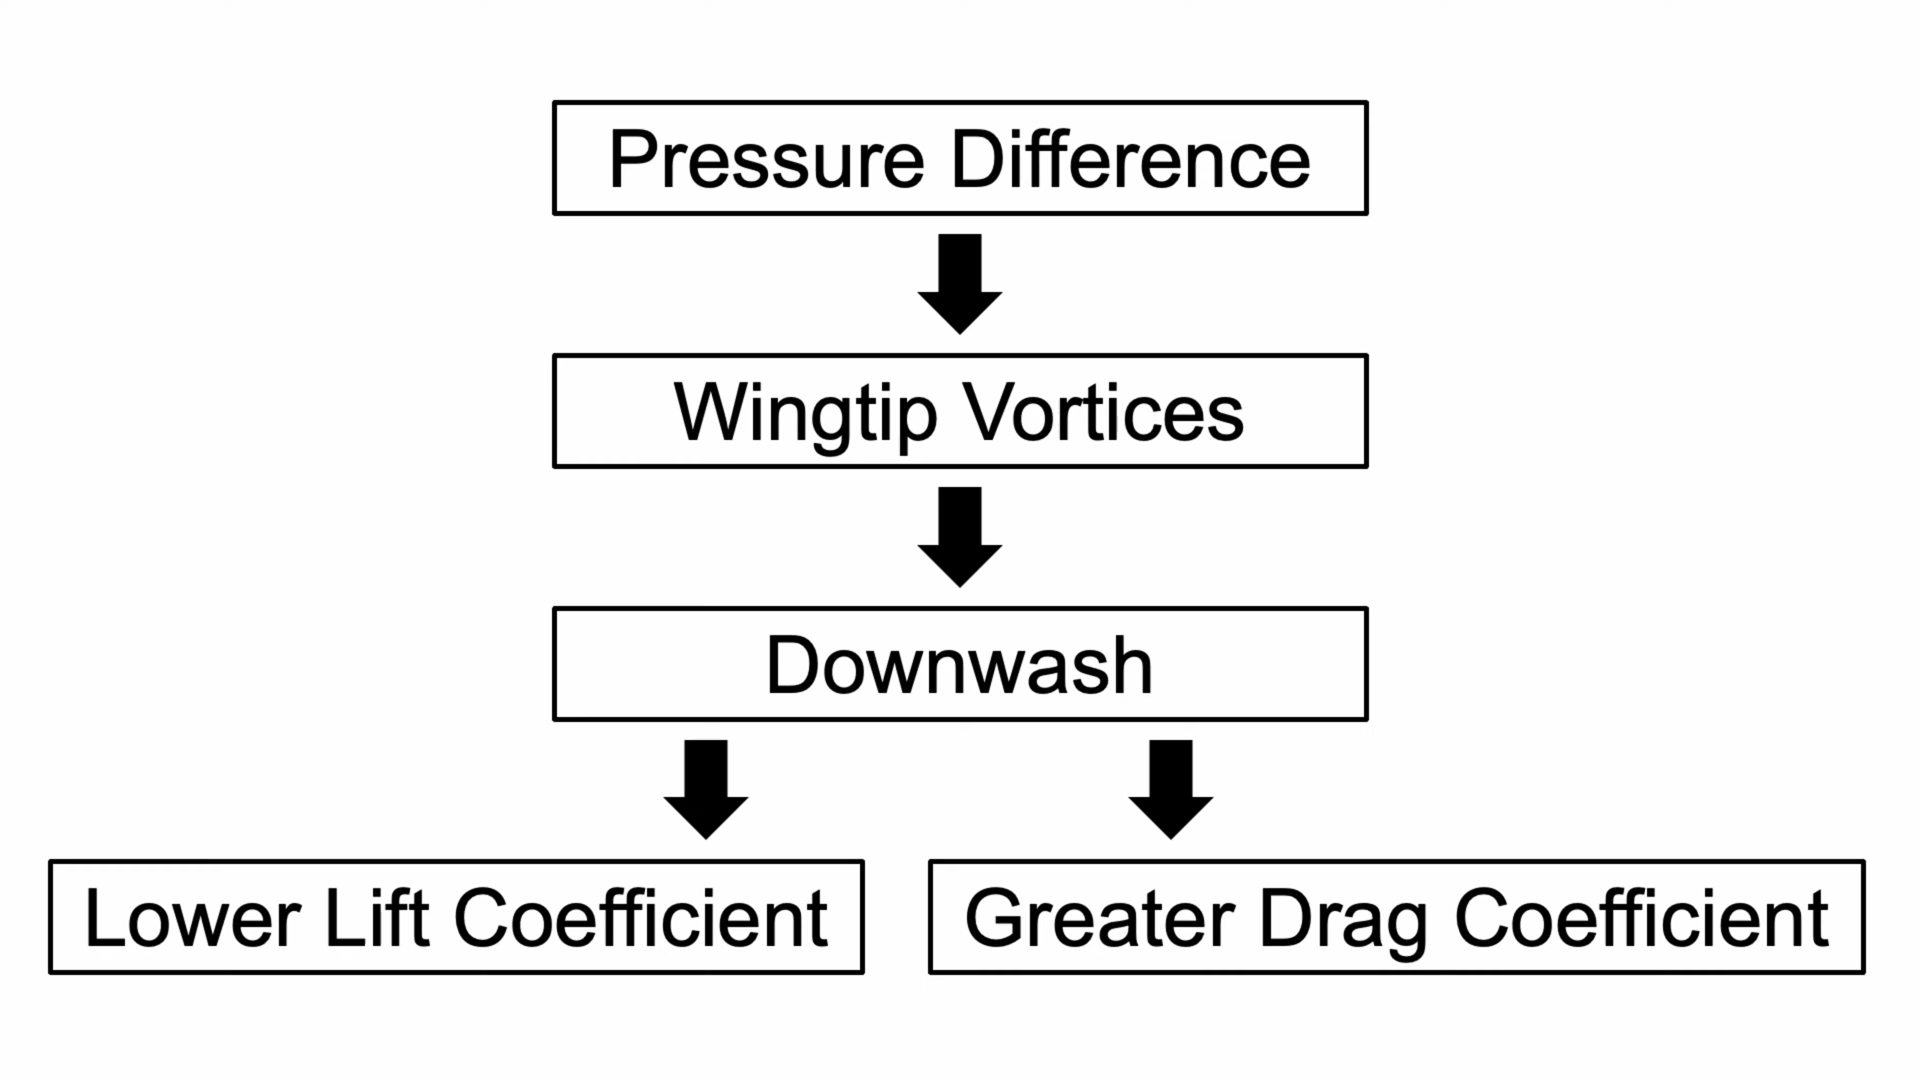 Pressure Difference
Wingtip Vortices
Downwash
Lower Lift Coefficient
Greater Drag Coefficient